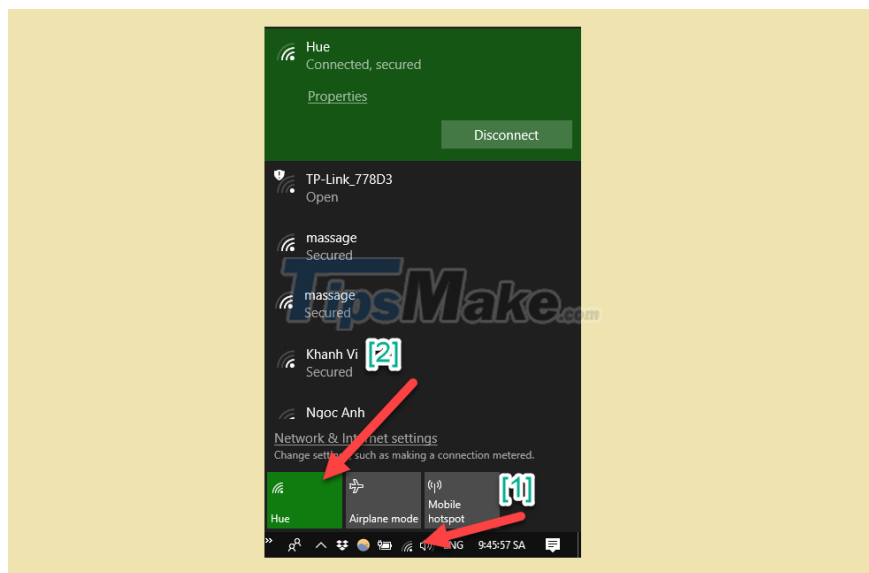 Hue
Connected, secured
Properties
Disconnect
TP-Link_778D3
Open
massage
Secured
massage
Secured
TipsMake.com
Khanh Vi [2]
Secured
Ngoc Anh
Network & Internet settings
Change settings, such as making a connection metered.
[1]
Hue
Airplane mode
Mobile
hotspot
ENG 9:45:57 SA